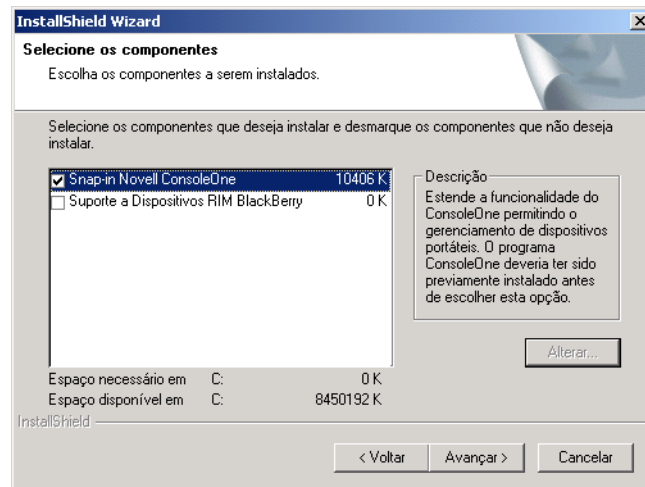 InstallShield Wizard
Selecione os componentes
Escolha os componentes a serem instalados.
Selecione os componentes que deseja instalar e desmarque os componentes que não deseja
instalar.
Snap-in Novell ConsoleOne 10406 K
Suporte a Dispositivos RIM BlackBerry 0 K
Descrição
Estende a funcionalidade do
ConsoleOne permitindo o
gerenciamento de dispositivos
portáteis. O programa
ConsoleOne deveria ter sido
previamente instalado antes
de escolher esta opção.
Alterar...
Espaço necessário em C: 0 K
Espaço disponível em C: 8450192 K
InstallShield
< Voltar Avançar > Cancelar